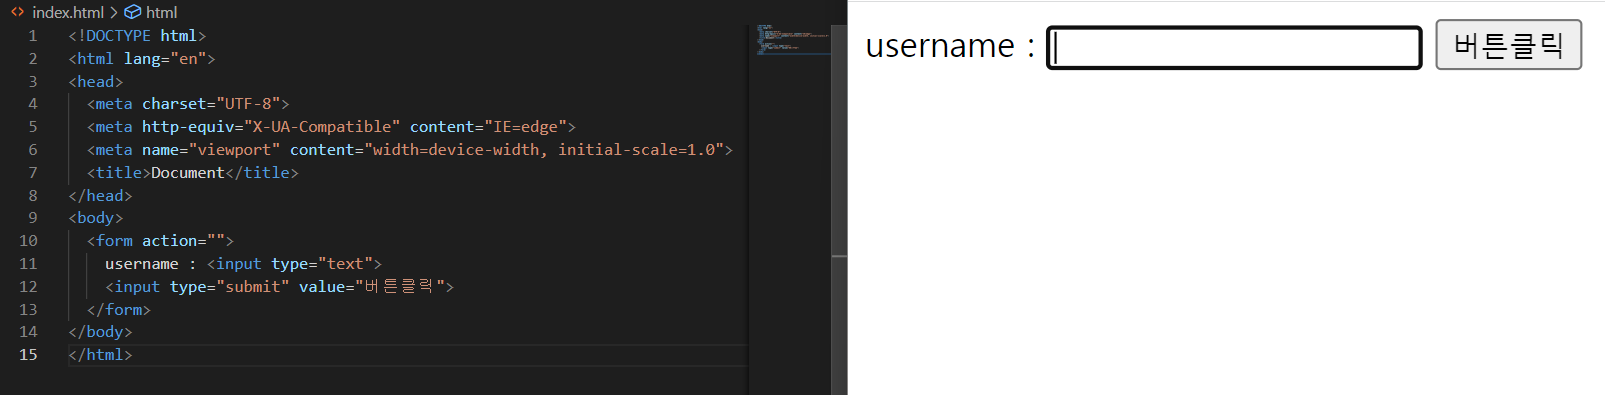 index.html > html
1 <!DOCTYPE html>
2 <html lang="en">
3 <head>
4 <meta charset="UTF-8">
5 <meta http-equiv="X-UA-Compatible" content="IE=edge">
6 <meta name="viewport" content="width=device-width, initial-scale=1.0">
7 <title>Document</title>
8 </head>
9 <body>
10 <form action="">
11 username : <input type="text">
12 <input type="submit" value="버튼클릭">
13 </form>
14 </body>
15 </html>
username : 버튼클릭